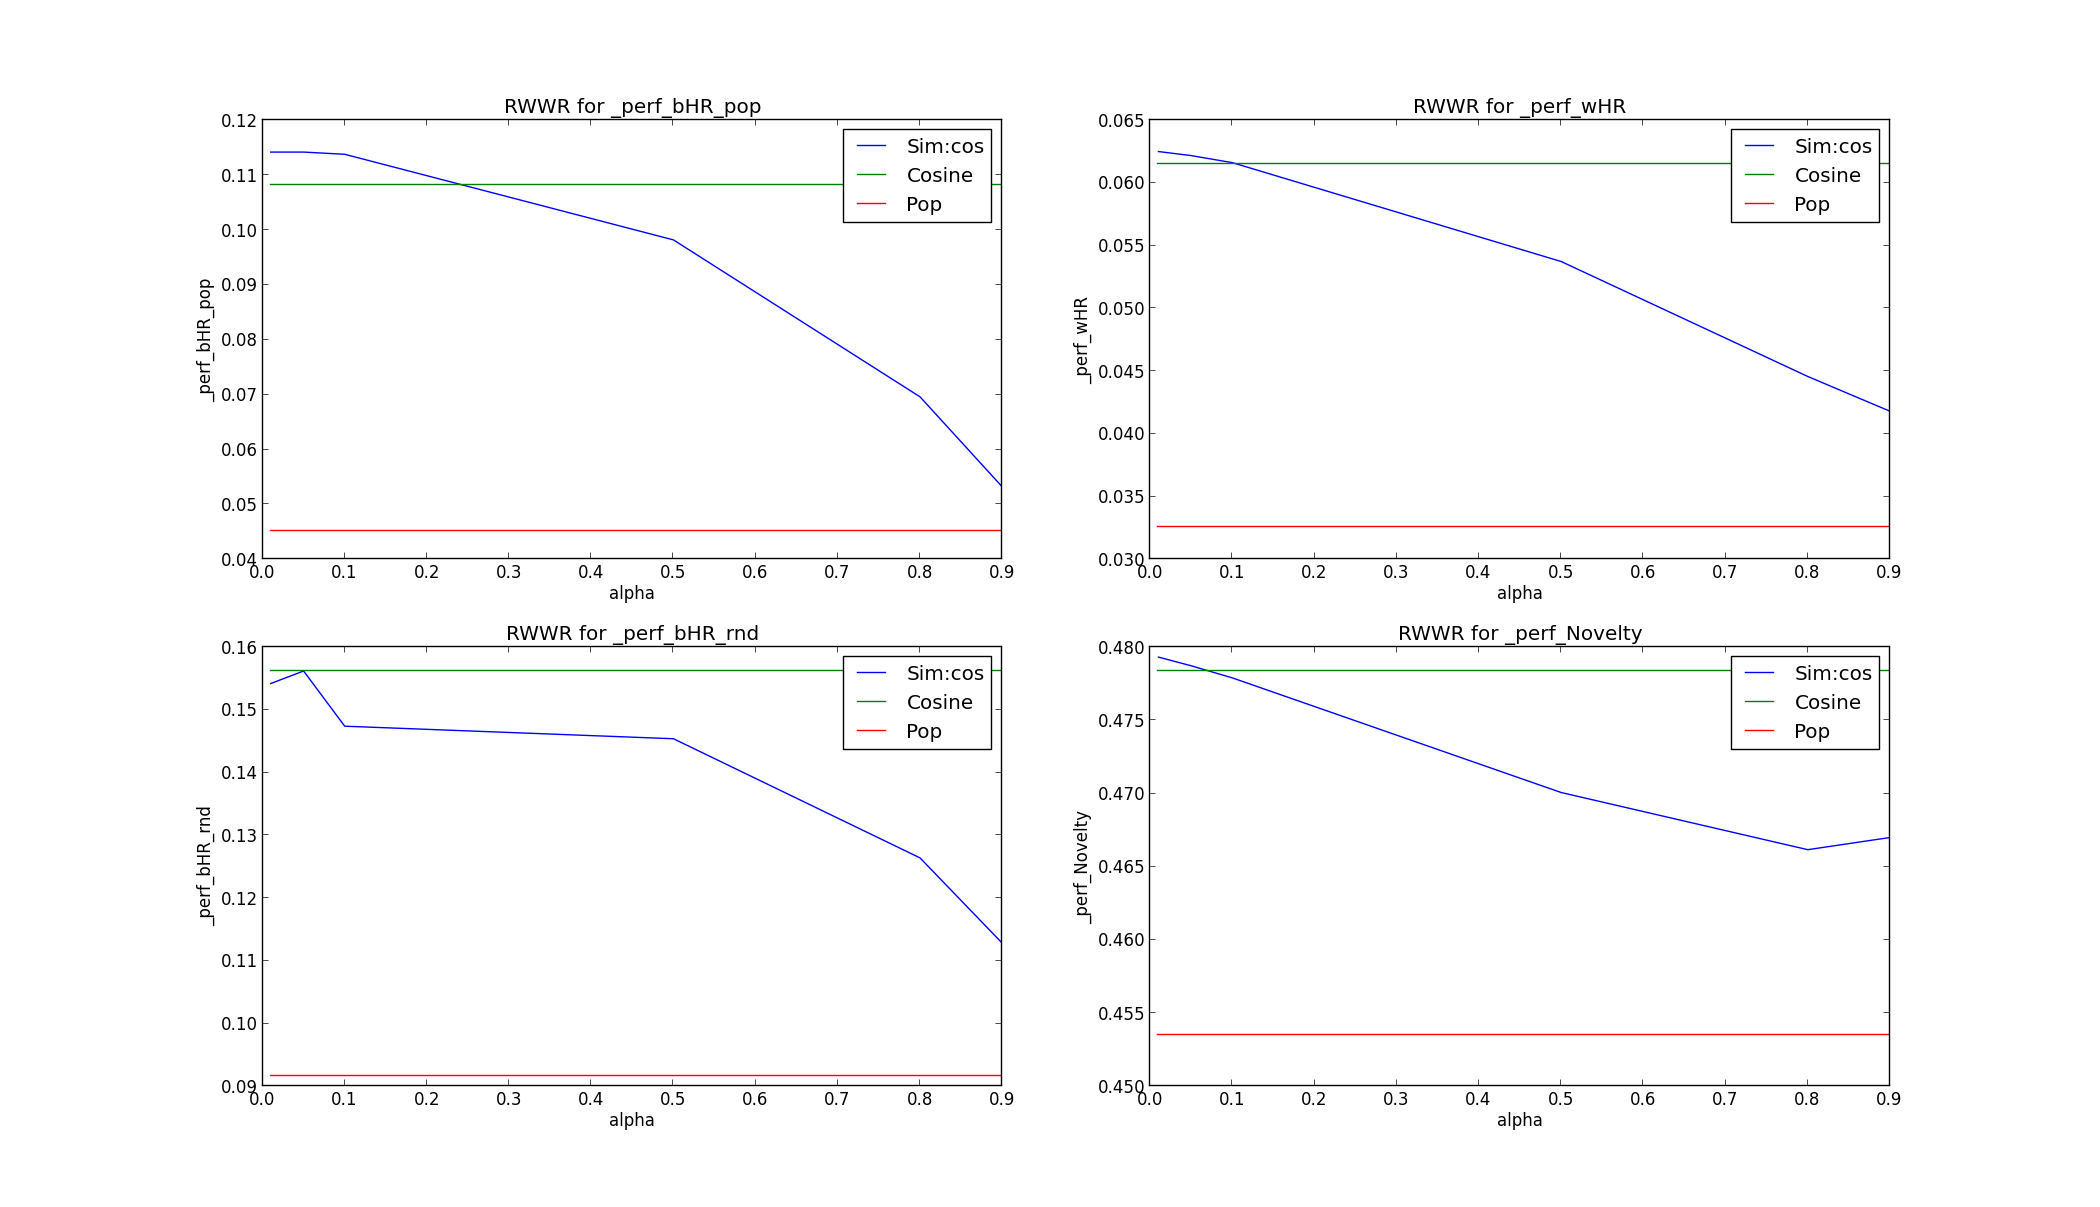 RWWR for _perf_bHR_pop
0.12
0.11
0.10
0.09
0.08
0.07
0.06
0.05
0.04
_perf_bHR_pop
Sim:cos
Cosine
Pop
0.0 0.1 0.2 0.3 0.4 0.5 0.6 0.7 0.8 0.9
alpha
RWWR for _perf_wHR
0.065
0.060
0.055
0.050
0.045
0.040
0.035
0.030
_perf_wHR
Sim:cos
Cosine
Pop
0.0 0.1 0.2 0.3 0.4 0.5 0.6 0.7 0.8 0.9
alpha
RWWR for _perf_bHR_rnd
0.16
0.15
0.14
0.13
0.12
0.11
0.10
0.09
_perf_bHR_rnd
Sim:cos
Cosine
Pop
0.0 0.1 0.2 0.3 0.4 0.5 0.6 0.7 0.8 0.9
alpha
RWWR for _perf_Novelty
0.480
0.475
0.470
0.465
0.460
0.455
0.450
_perf_Novelty
Sim:cos
Cosine
Pop
0.0 0.1 0.2 0.3 0.4 0.5 0.6 0.7 0.8 0.9
alpha